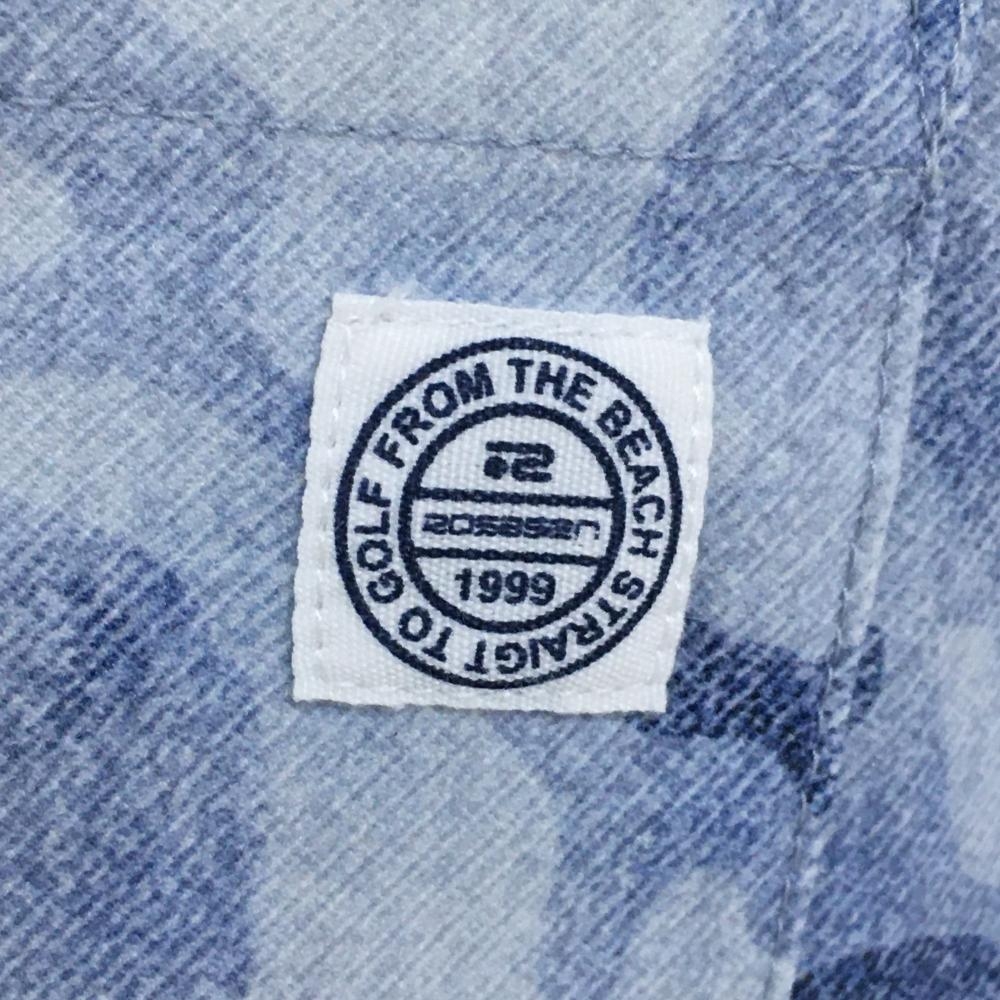 FROM THE BEACH STRAIGT TO GOLF
ROSASEN
1999